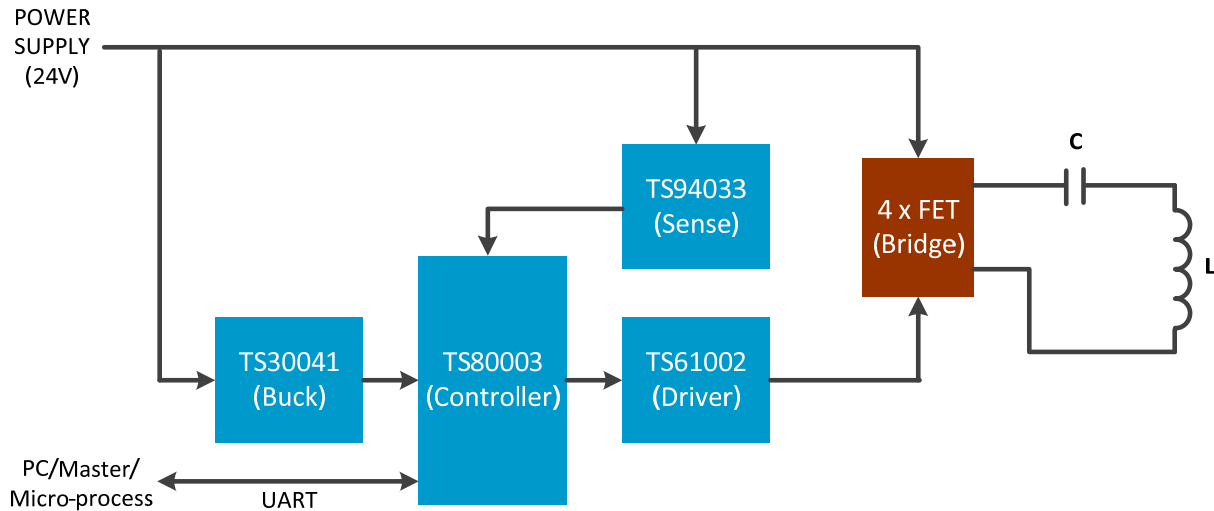 POWER
SUPPLY
(24V)
C
TS94033
(Sense)
4 x FET
(Bridge)
L
TS30041
(Buck)
TS80003
(Controller)
TS61002
(Driver)
PC/Master/
Micro-process
UART